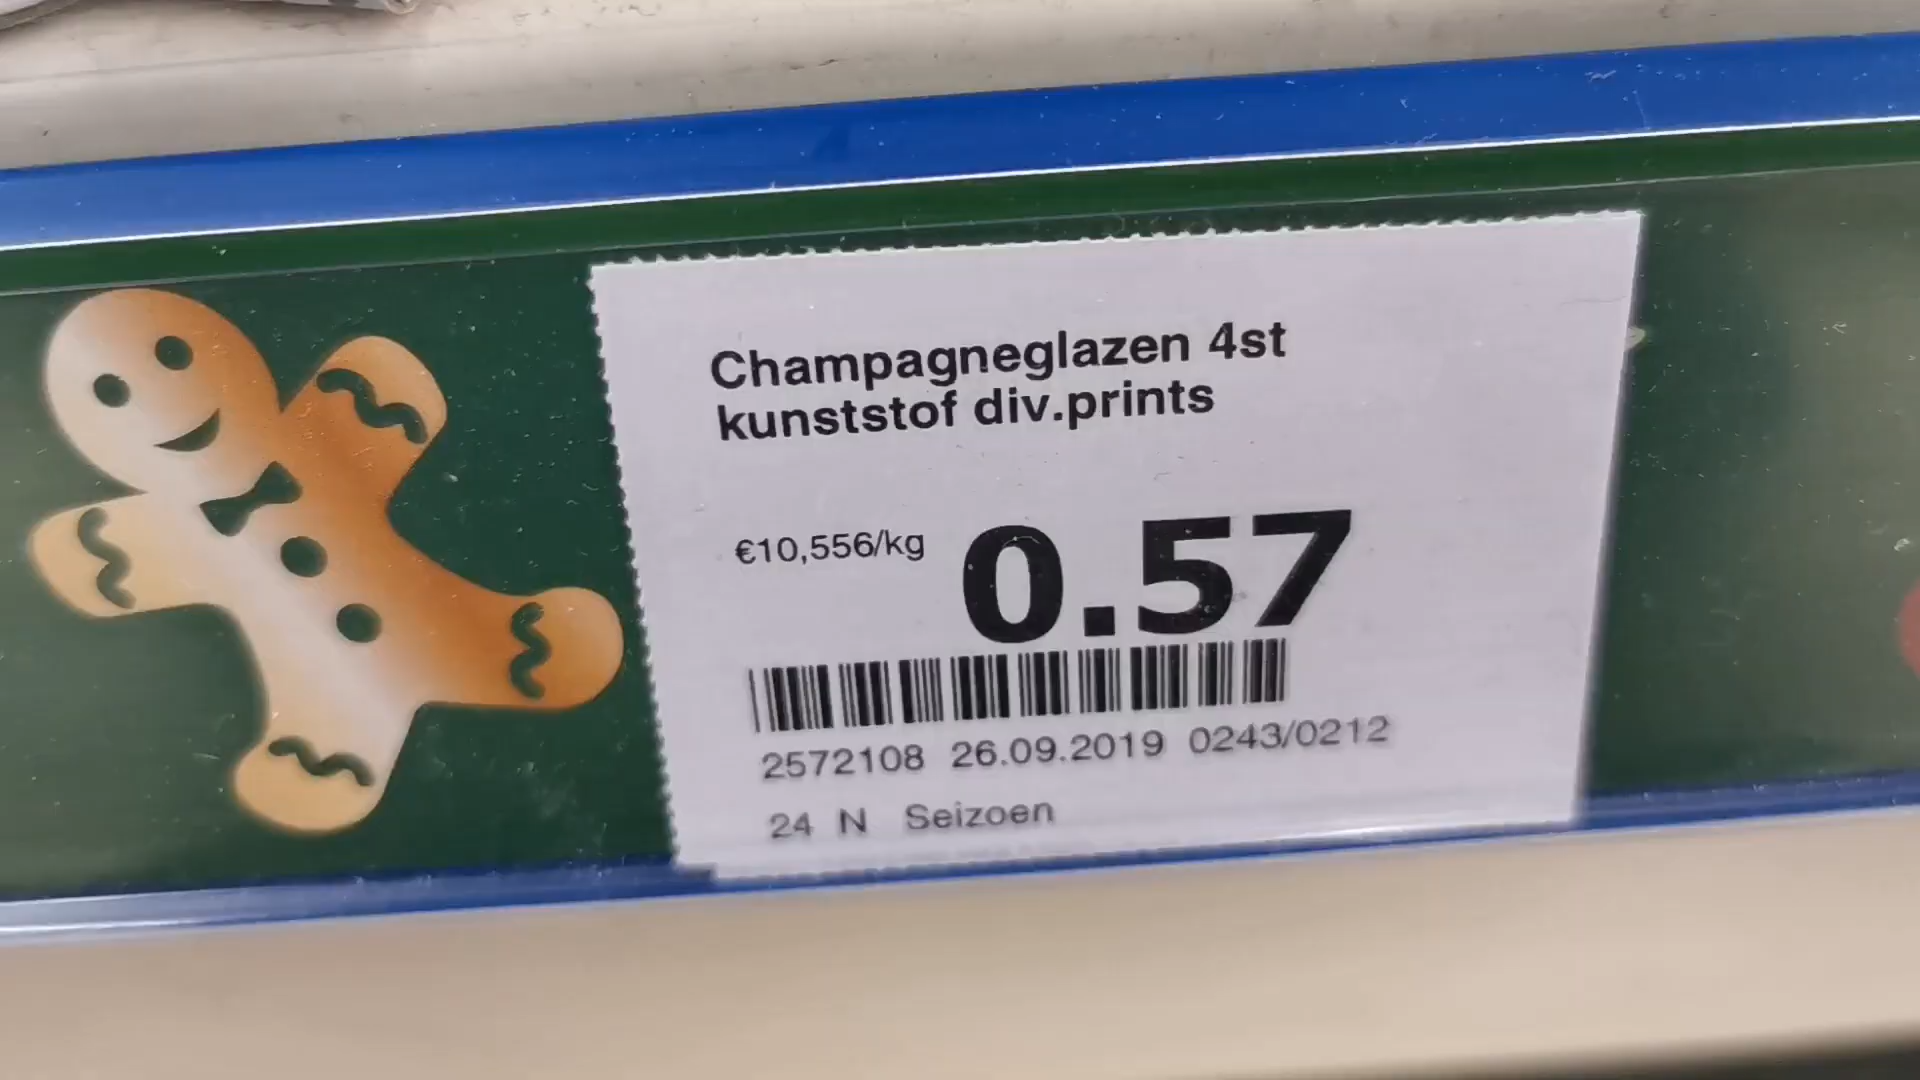 Champagneglazen 4st
kunststof div.prints
€10,556/kg 0.57
2572108 26.09.2019 0243/0212
24 N Seizoen